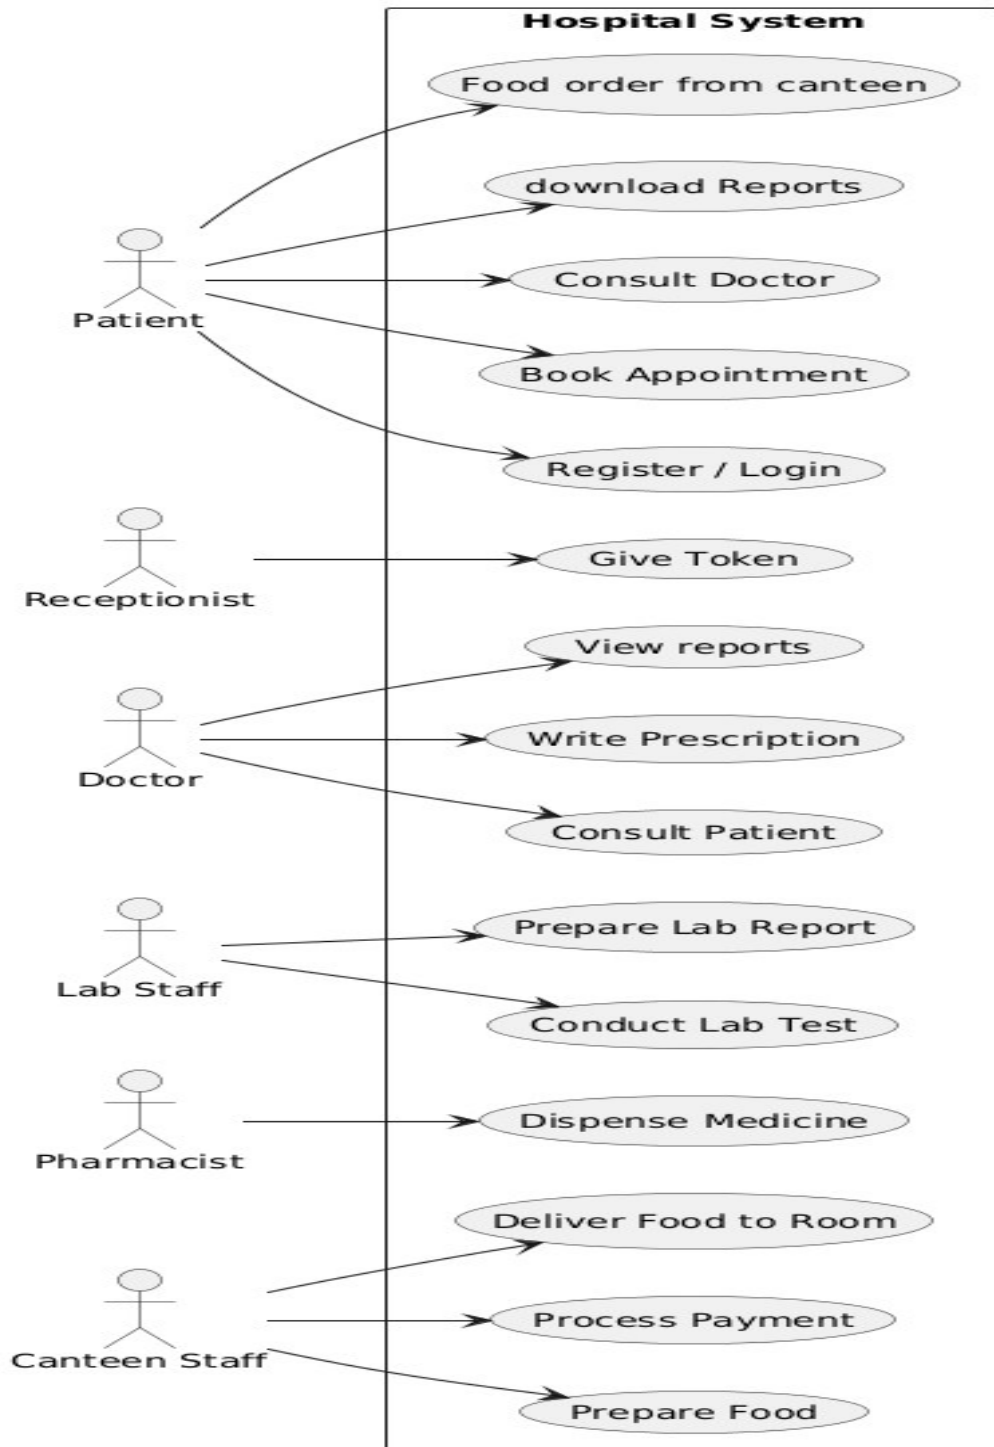 Hospital System
Food order from canteen
download Reports
Consult Doctor
Patient
Book Appointment
Register / Login
Give Token
Receptionist
View reports
Write Prescription
Doctor
Consult Patient
Prepare Lab Report
Lab Staff
Conduct Lab Test
Dispense Medicine
Pharmacist
Deliver Food to Room
Process Payment
Canteen Staff
Prepare Food